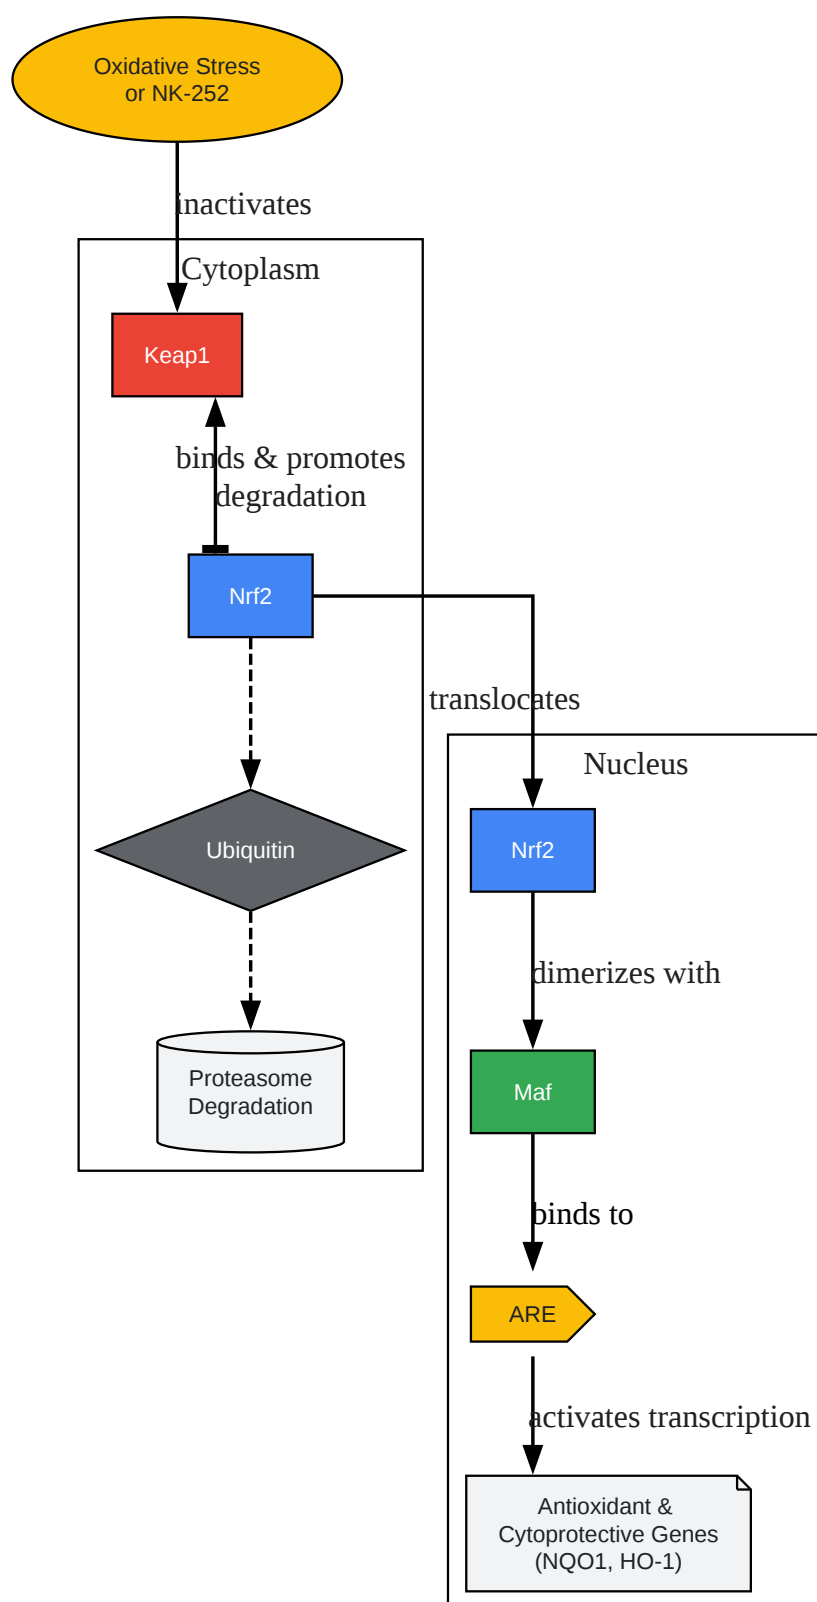 Oxidative Stress
or NK-252
inactivates
Cytoplasm
Keap1
binds & promotes
degradation
Nrf2
translocates
Nucleus
Ubiquitin
Nrf2
dimerizes with
Proteasome
Degradation
Maf
binds to
ARE
activates transcription
Antioxidant &
Cytoprotective Genes
(NQO1, HO-1)